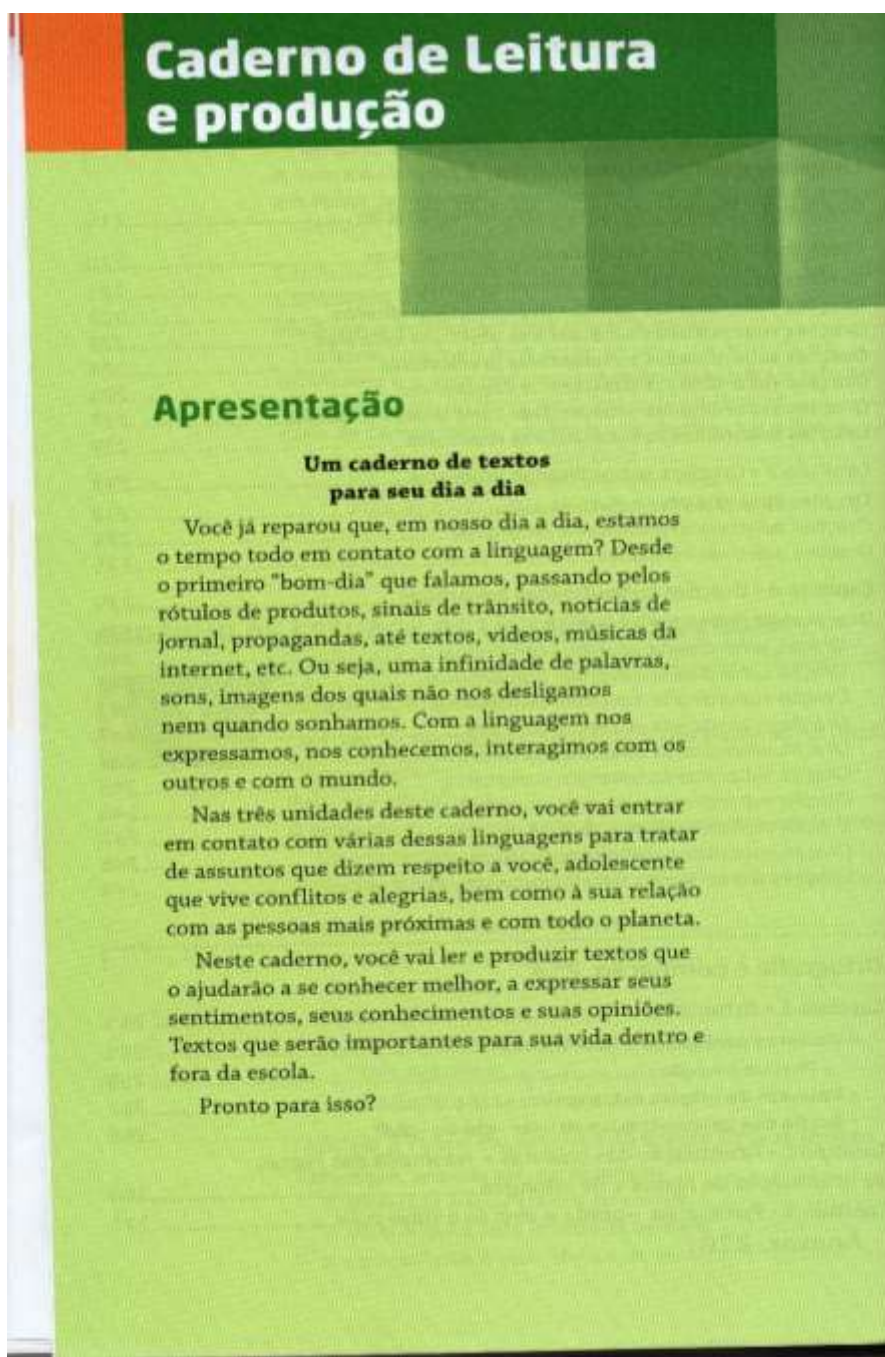 Caderno de Leitura
e produção
Apresentação
Um caderno de textos
para seu dia a dia
Você já reparou que, em nosso dia a dia, estamos
o tempo todo em contato com a linguagem? Desde
o primeiro "bom-dia" que falamos, passando pelos
rótulos de produtos, sinais de trânsito, notícias de
jornal, propagandas, até textos, vídeos, músicas da
internet, etc. Ou seja, uma infinidade de palavras,
sons, imagens dos quais não nos desligamos
nem quando sonhamos. Com a linguagem nos
expressamos, nos conhecemos, interagimos com os
outros e com o mundo.
Nas três unidades deste caderno, você vai entrar
em contato com várias dessas linguagens para tratar
de assuntos que dizem respeito a você, adolescente
que vive conflitos e alegrias, bem como à sua relação
com as pessoas mais próximas e com todo o planeta.
Neste caderno, você vai ler e produzir textos que
o ajudarão a se conhecer melhor, a expressar seus
sentimentos, seus conhecimentos e suas opiniões.
Textos que serão importantes para sua vida dentro e
fora da escola.
Pronto para isso?